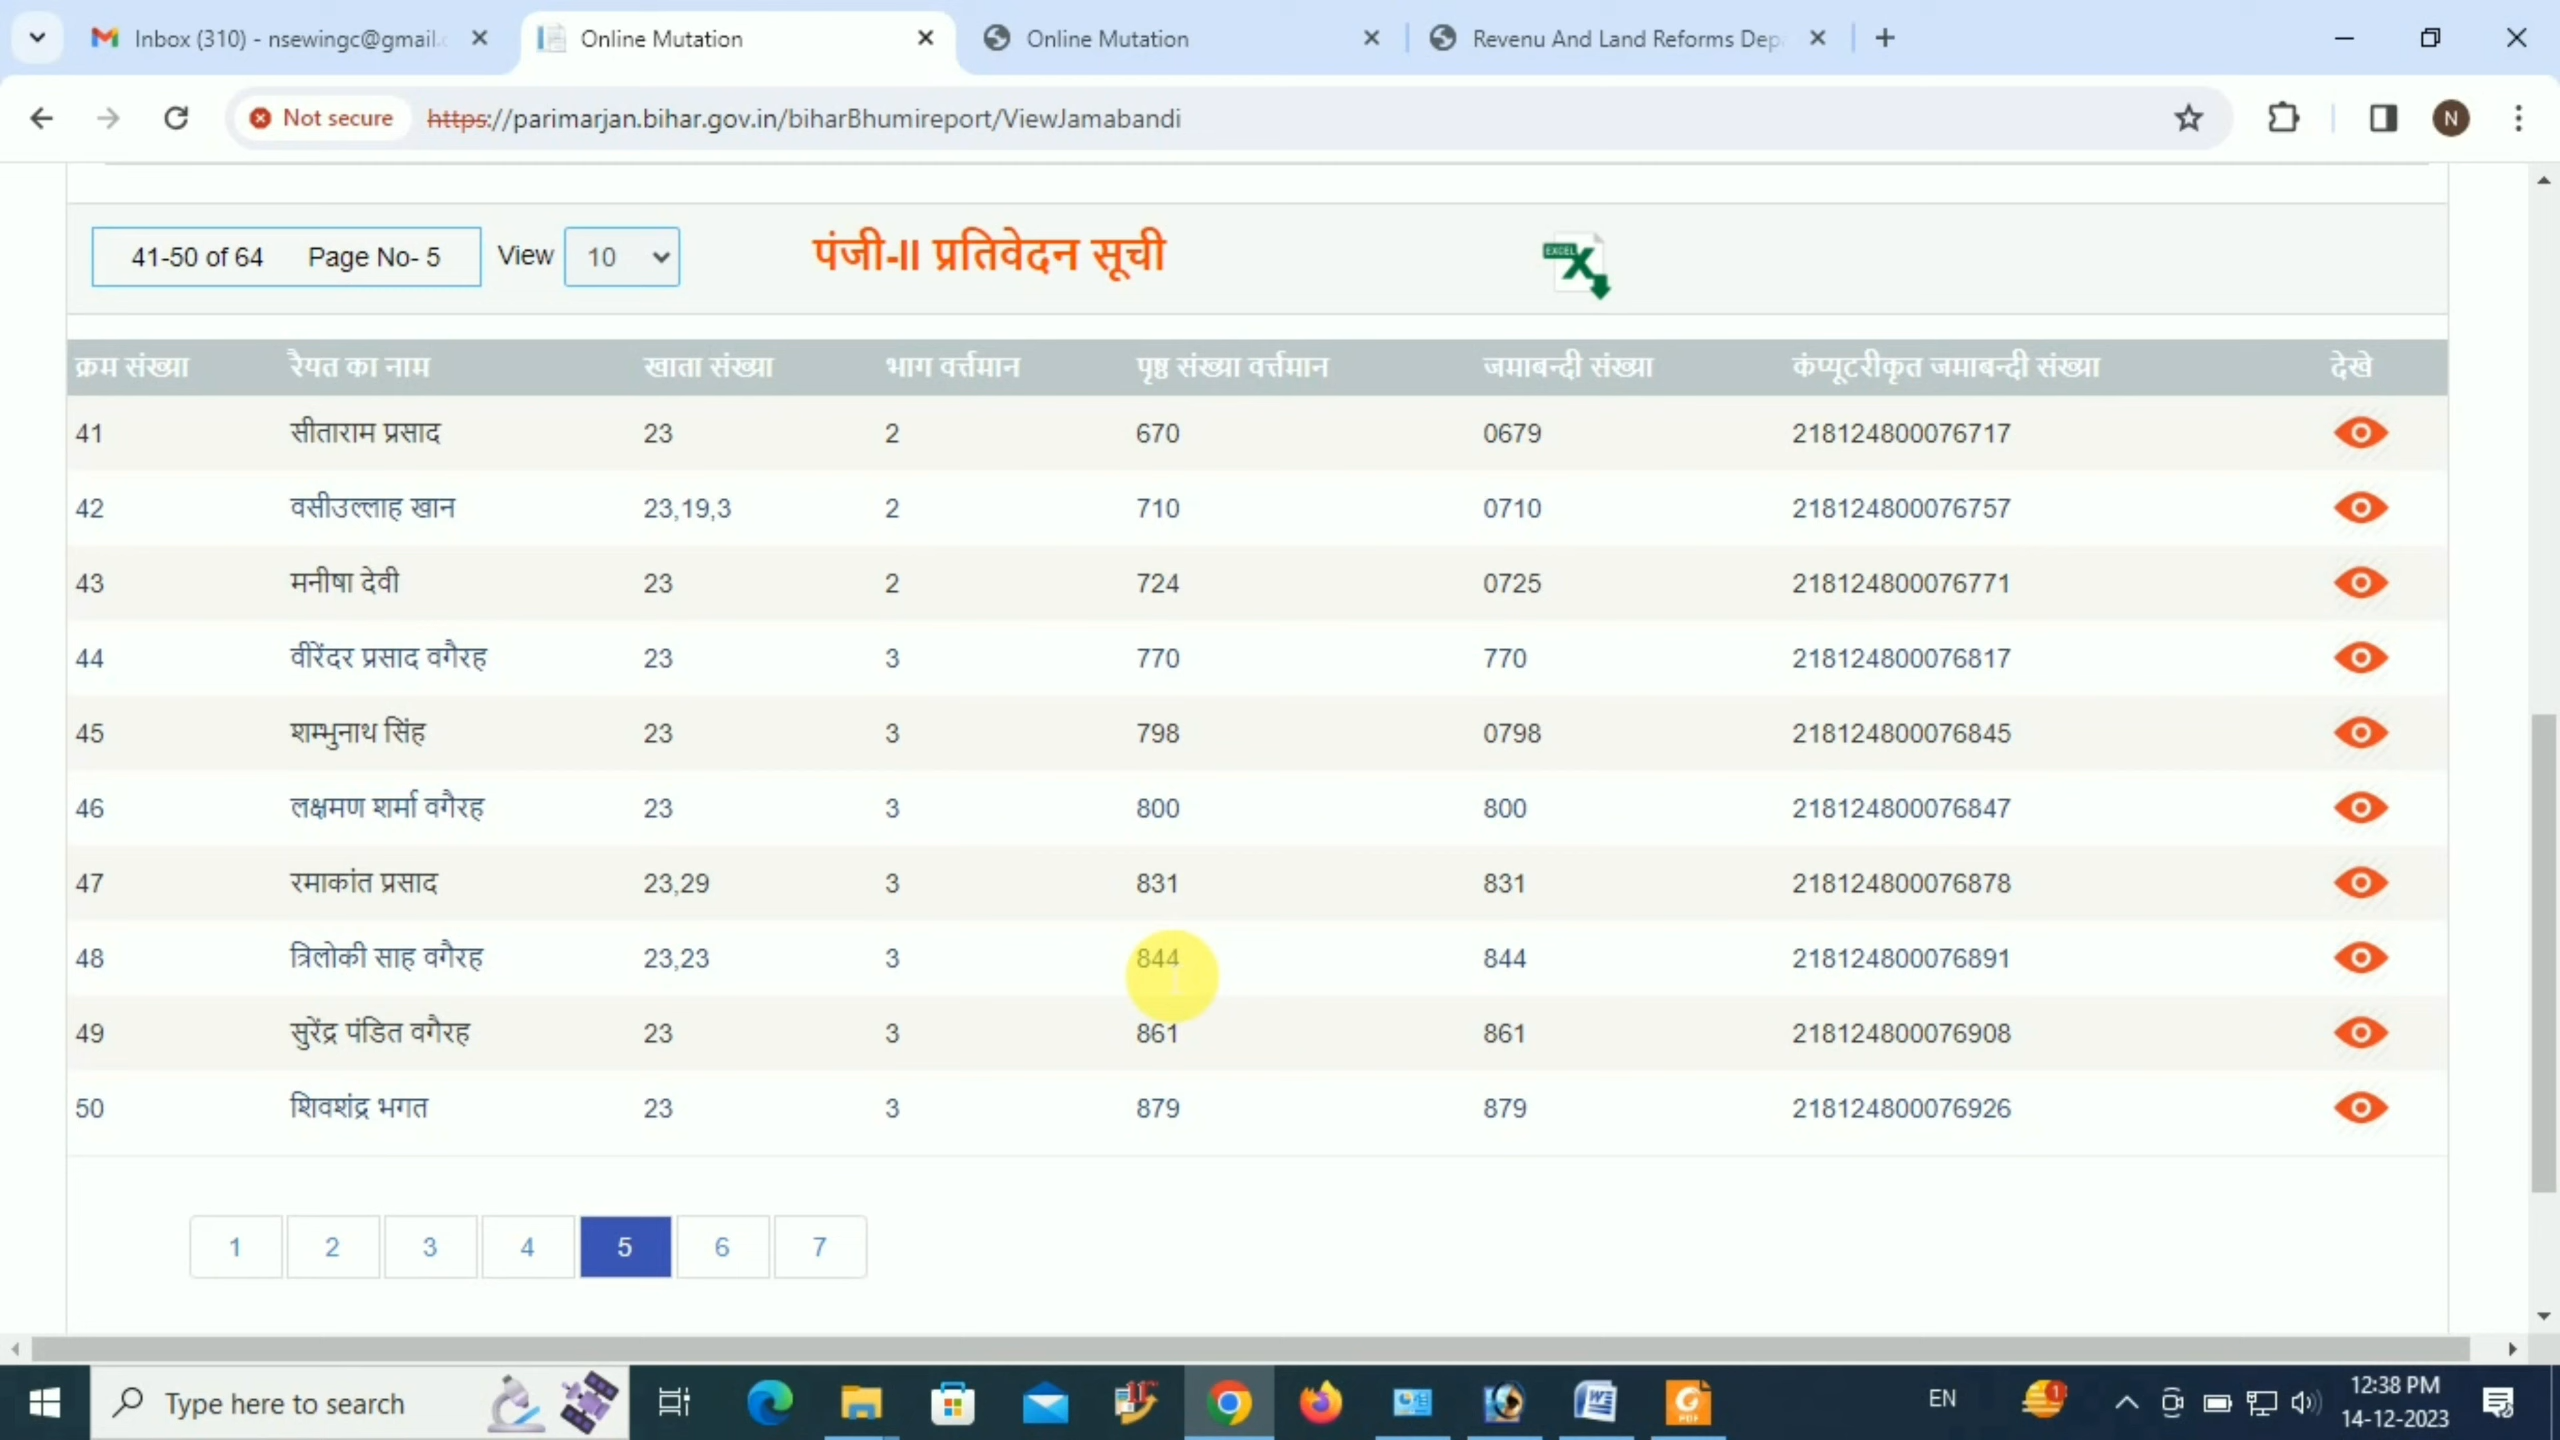 Inbox (310) - nsewingc@gmail.c
Online Mutation
Online Mutation
Revenu And Land Reforms Dep
Not secure https://parimarjan.bihar.gov.in/biharBhumireport/ViewJamabandi
N
41-50 of 64 Page No- 5 View 10 पंजी-II प्रतिवेदन सूची EXCEL X
क्रम संख्या रैयत का नाम खाता संख्या भाग वर्त्तमान पृष्ठ संख्या वर्त्तमान जमाबन्दी संख्या कंप्यूटरीकृत जमाबन्दी संख्या देखे
41 सीताराम प्रसाद 23 2 670 0679 218124800076717
42 वसीउल्लाह खान 23,19,3 2 710 0710 218124800076757
43 मनीषा देवी 23 2 724 0725 218124800076771
44 वीरेंदर प्रसाद वगैरह 23 3 770 770 218124800076817
45 शम्भुनाथ सिंह 23 3 798 0798 218124800076845
46 लक्षमण शर्मा वगैरह 23 3 800 800 218124800076847
47 रमाकांत प्रसाद 23,29 3 831 831 218124800076878
48 त्रिलोकी साह वगैरह 23,23 3 844 844 218124800076891
49 सुरेंद्र पंडित वगैरह 23 3 861 861 218124800076908
50 शिवशंद्र भगत 23 3 879 879 218124800076926
1 2 3 4 5 6 7
Type here to search
EN
1
12:38 PM
14-12-2023